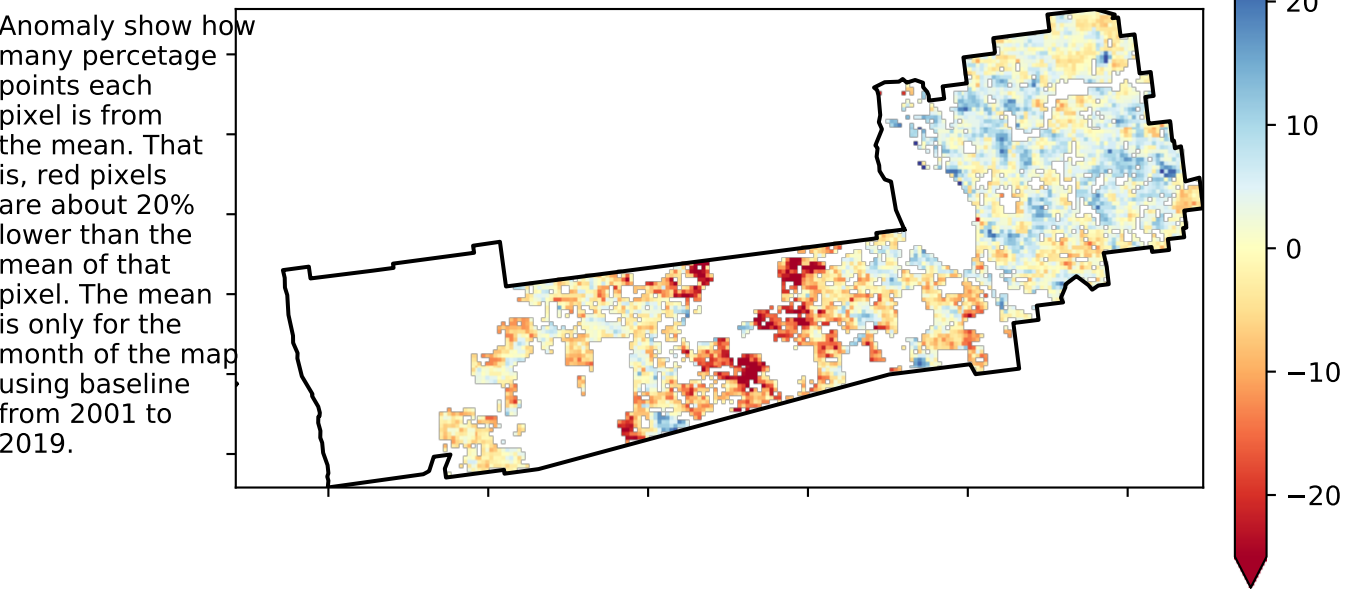 Anomaly show how
many percetage
points each
pixel is from
the mean. That
is, red pixels
are about 20%
lower than the
mean of that
pixel. The mean
is only for the
month of the map
using baseline
from 2001 to
2019.
20
10
0
−10
−20